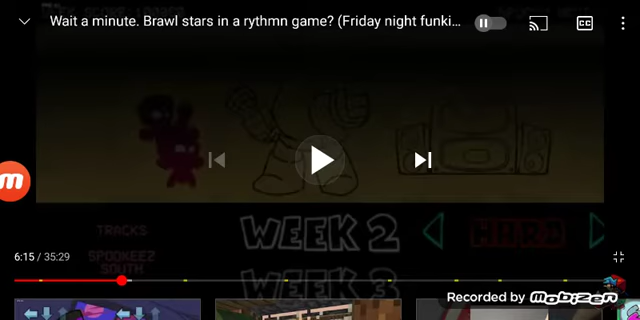 Wait a minute. Brawl stars in a rythmn game? (Friday night funki...
CC
TRACKS
SPOOKEEZ
SOUTH
WEEK 2
HARD
6:15 / 35:29
WEEK 3
Recorded by
MOBIZEN